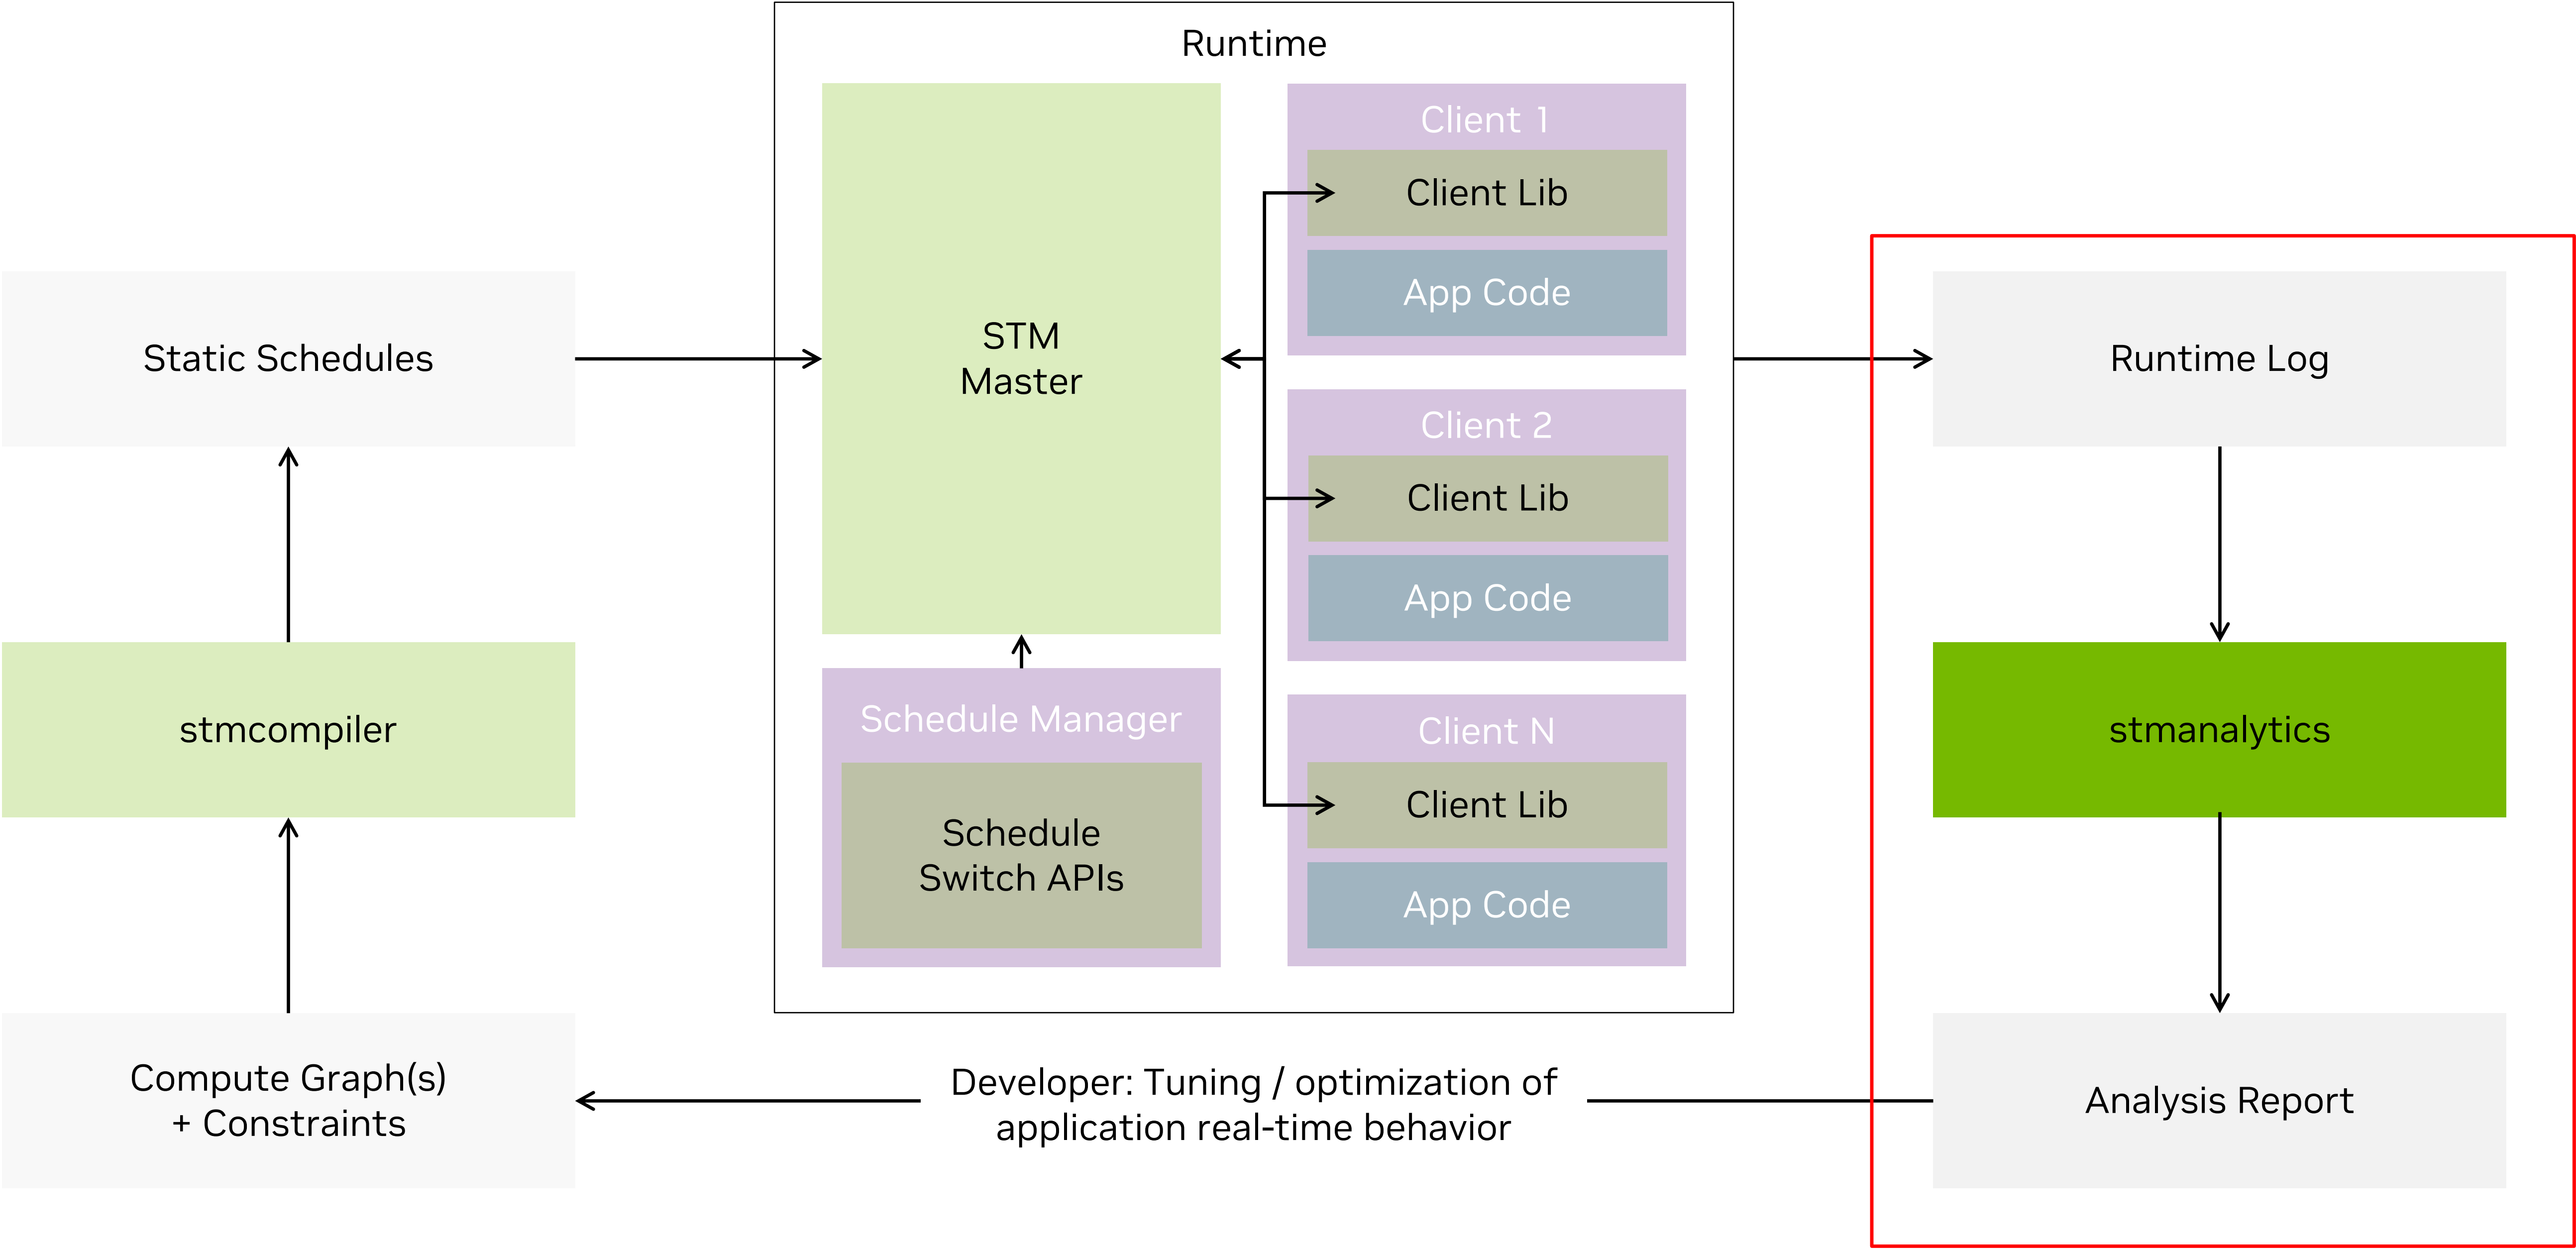 Runtime
Static Schedules
stmcompiler
Compute Graph(s)
+ Constraints
STM
Master
Schedule Manager
Schedule
Switch APIs
Client 1
Client Lib
App Code
Client 2
Client Lib
App Code
Client N
Client Lib
App Code
Runtime Log
stmanalytics
Analysis Report
Developer: Tuning / optimization of
application real-time behavior